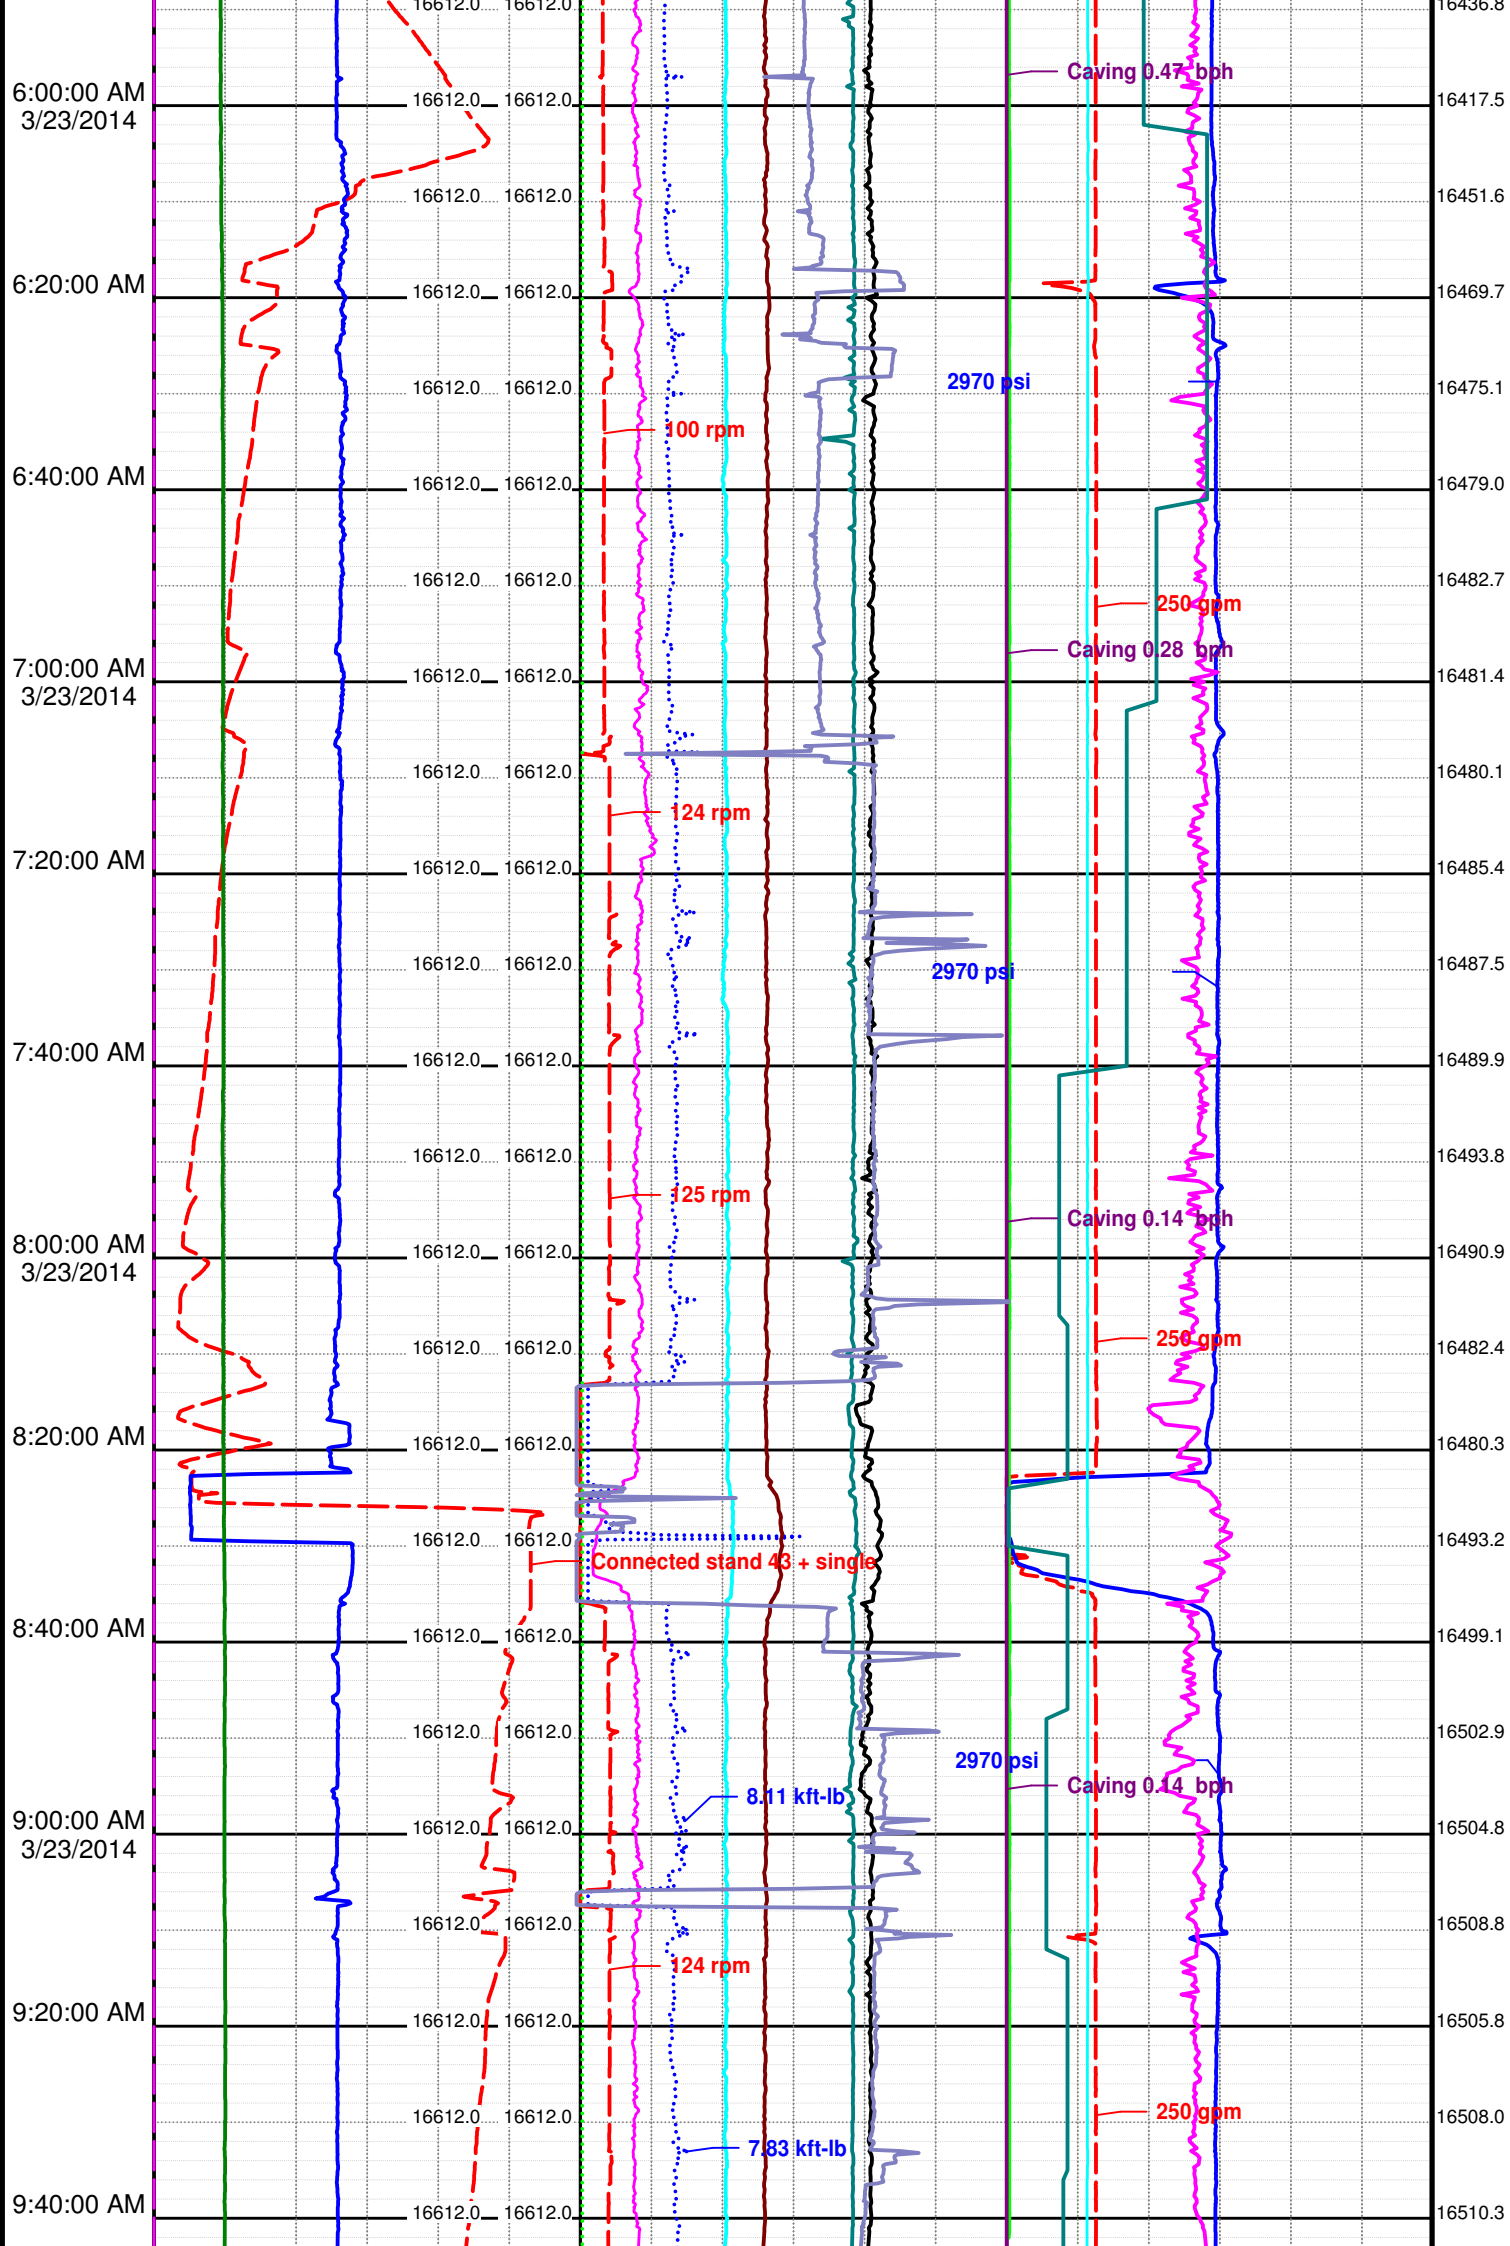 16612.0 16612.0 16436.8
Caving 0.47 bph
6:00:00 AM 16612.0 16612.0 16417.5
3/23/2014
16612.0 16612.0 16451.6
6:20:00 AM 16612.0 16612.0 16469.7
2970 psi
16612.0 16612.0 16475.1
100 rpm
6:40:00 AM 16612.0 16612.0 16479.0
16612.0 16612.0 16482.7
250 gpm
Caving 0.28 bph
7:00:00 AM 16612.0 16612.0 16481.4
3/23/2014
16612.0 16612.0 16480.1
124 rpm
7:20:00 AM 16612.0 16612.0 16485.4
16612.0 16612.0 16487.5
2970 psi
7:40:00 AM 16612.0 16612.0 16489.9
16612.0 16612.0 16493.8
125 rpm
Caving 0.14 bph
8:00:00 AM 16612.0 16612.0 16490.9
3/23/2014
250 gpm
16612.0 16612.0 16482.4
8:20:00 AM 16612.0 16612.0 16480.3
16612.0 16612.0 16493.2
Connected stand 43 + single
8:40:00 AM 16612.0 16612.0 16499.1
16612.0 16612.0 16502.9
2970 psi
Caving 0.14 bph
8.11 kft-lb
9:00:00 AM 16612.0 16612.0 16504.8
3/23/2014
16612.0 16612.0 16508.8
124 rpm
9:20:00 AM 16612.0 16612.0 16505.8
16612.0 16612.0 16508.0
250 gpm
7.83 kft-lb
9:40:00 AM 16612.0 16612.0 16510.3